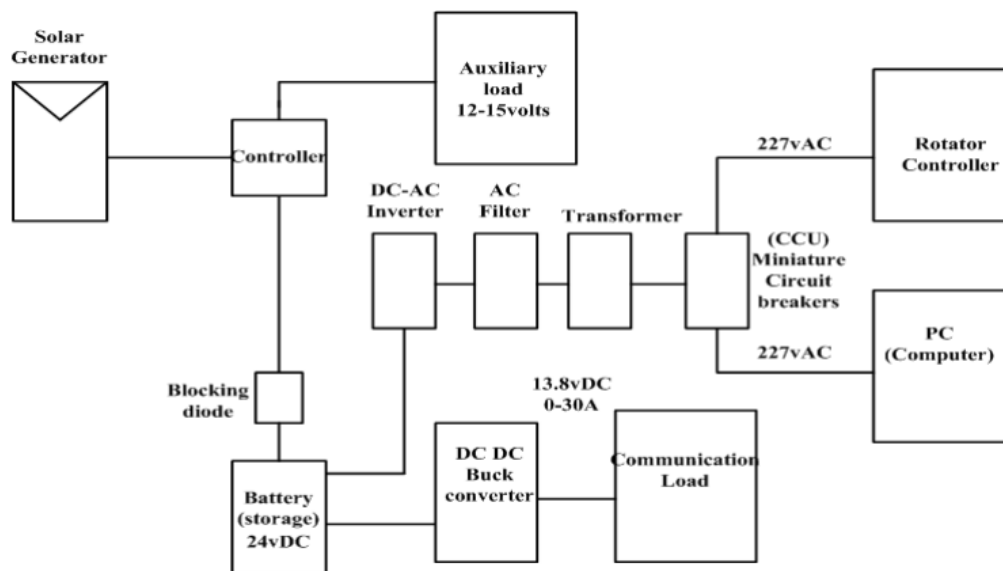 Solar
Generator
Auxiliary
load
12-15volts
Controller
227vAC
Rotator
Controller
DC-AC
Inverter
AC
Filter
Transformer
(CCU)
Miniature
Circuit
breakers
227vAC
PC
(Computer)
Blocking
diode
13.8vDC
0-30A
Battery
(storage)
24vDC
DC DC
Buck
converter
Communication
Load